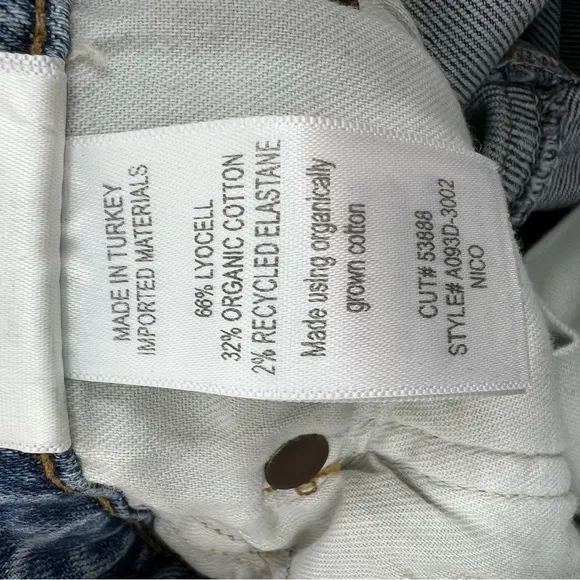 MADE IN TURKEY
IMPORTED MATERIALS
66% LYOCELL
32% ORGANIC COTTON
2% RECYCLED ELASTANE
Made using organically
grown cotton
CUT# 53888
STYLE# A093D-3002
NICO